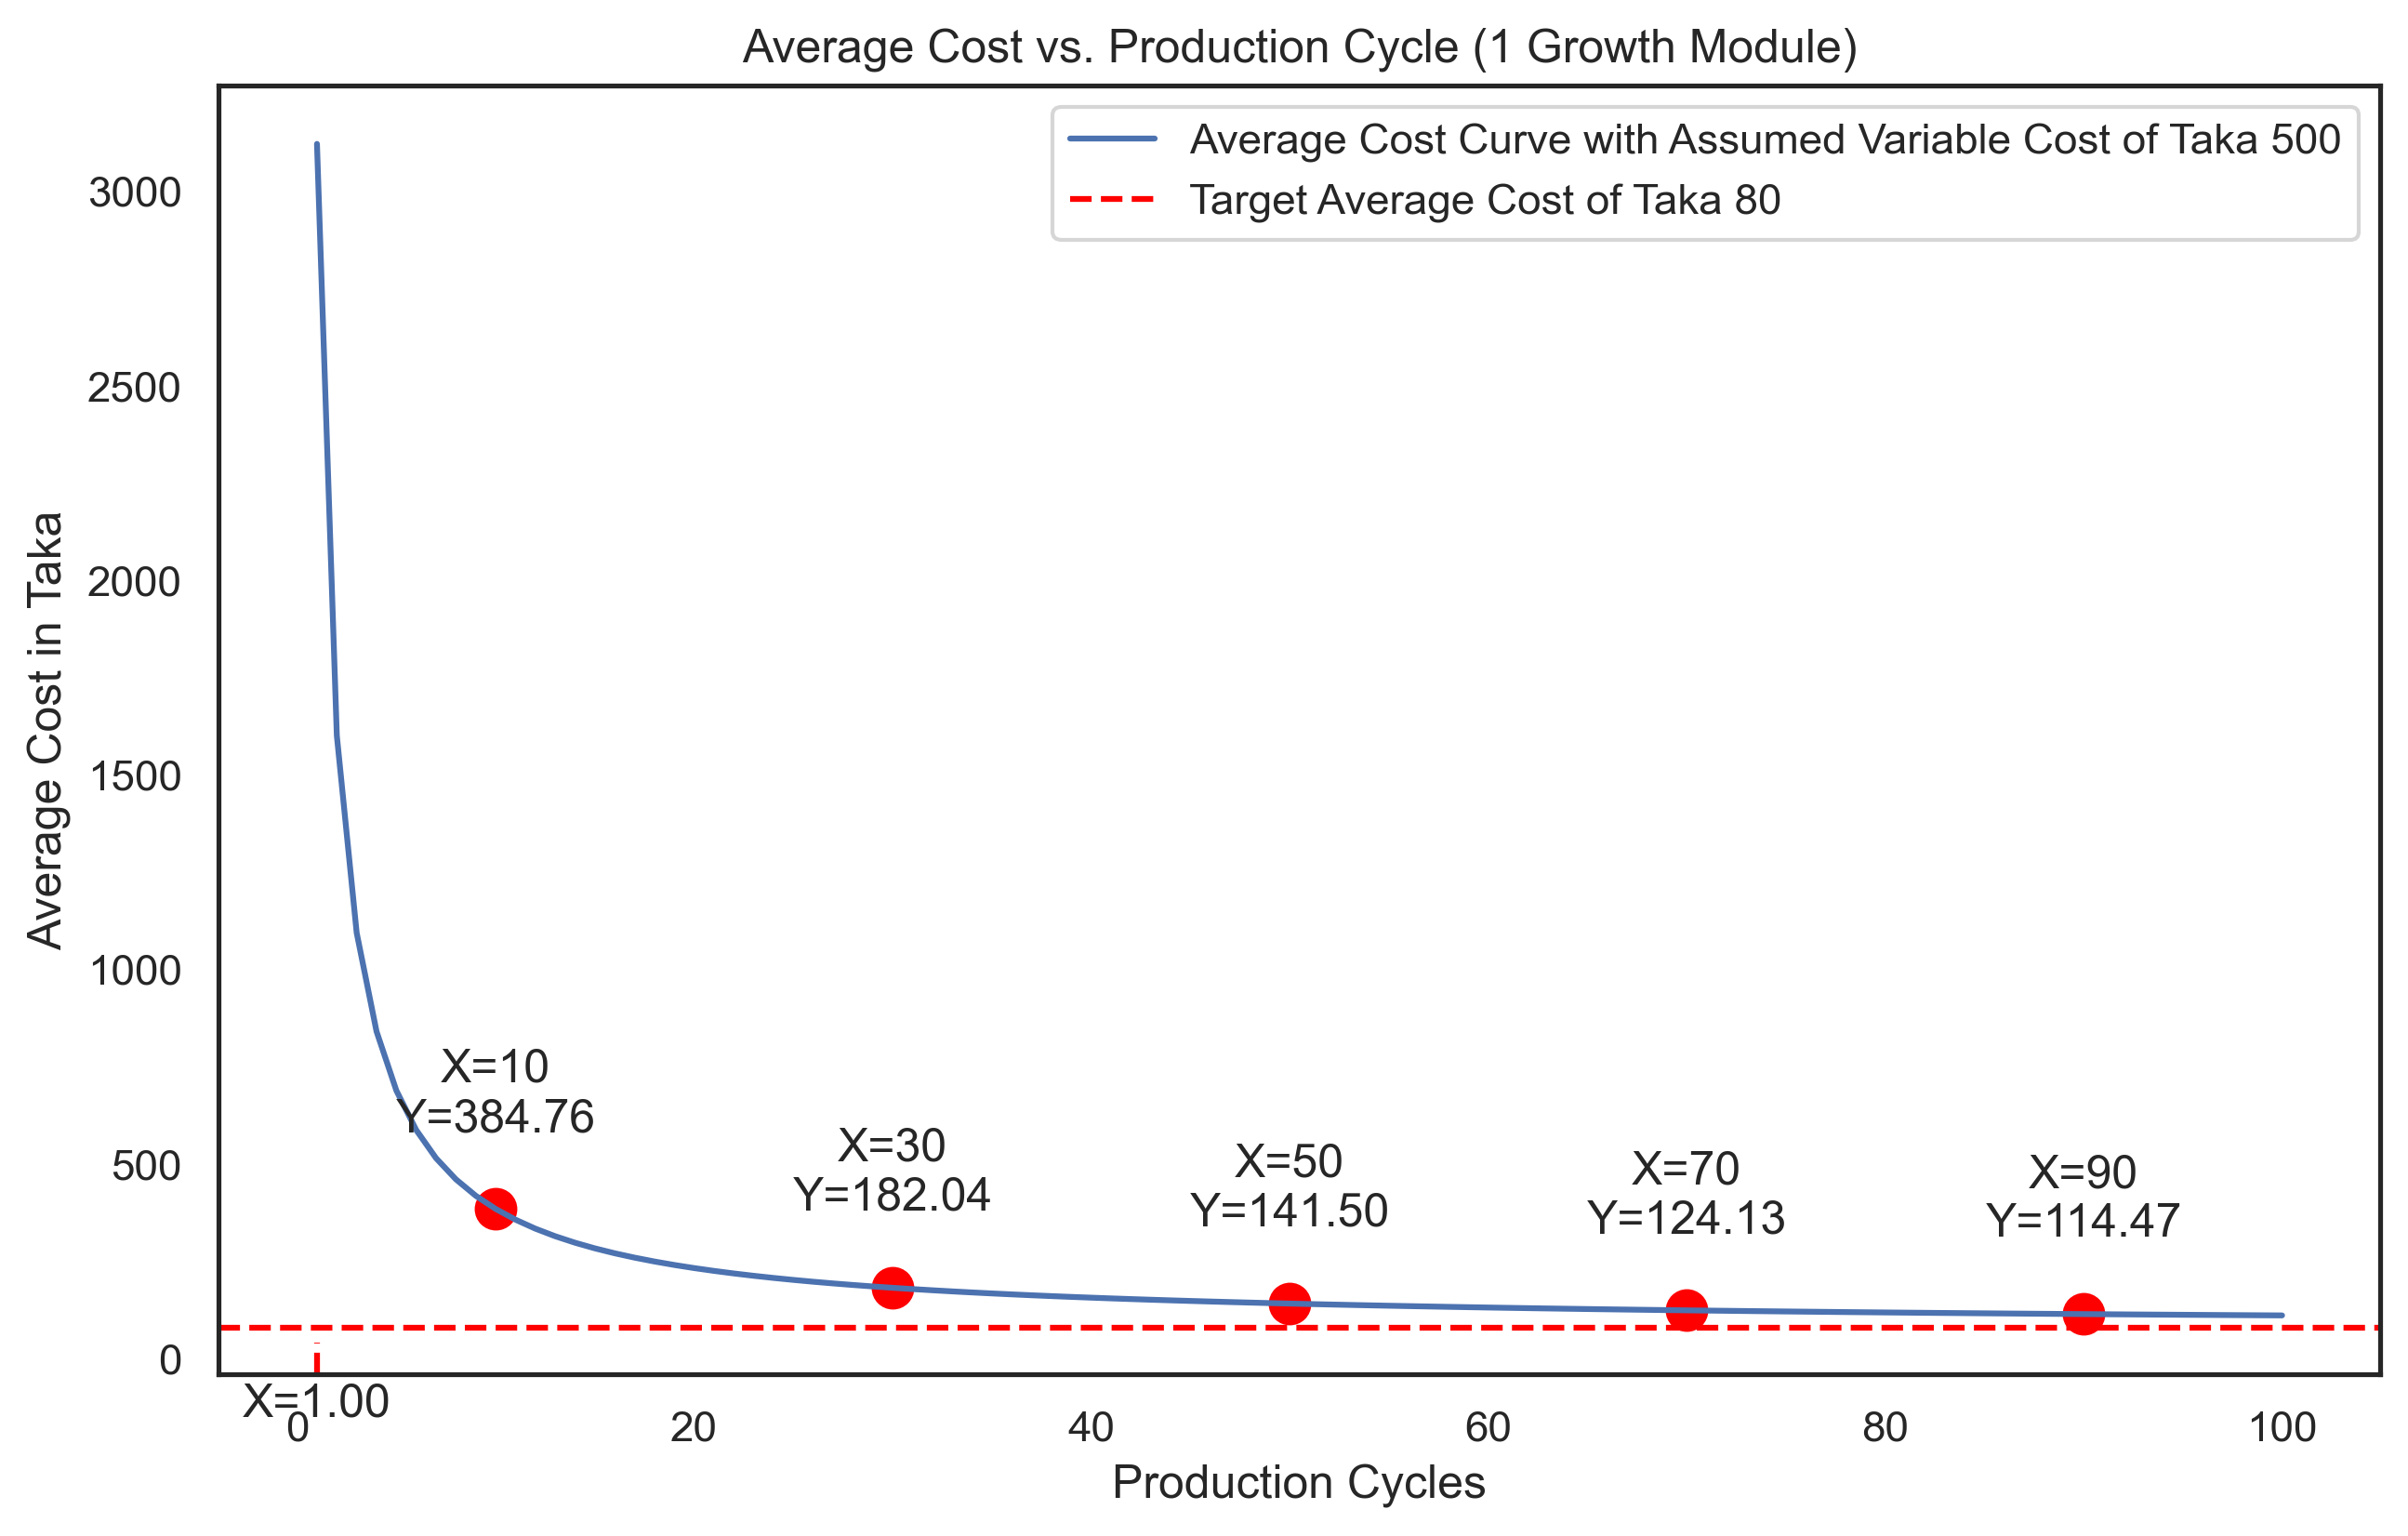 Average Cost vs. Production Cycle (1 Growth Module)
Average Cost Curve with Assumed Variable Cost of Taka 500
Target Average Cost of Taka 80
Average Cost in Taka
3000
2500
2000
1500
1000
500
0
X=10
Y=384.76
X=30
Y=182.04
X=50
Y=141.50
X=70
Y=124.13
X=90
Y=114.47
X=1.00
0
20
40
60
80
100
Production Cycles